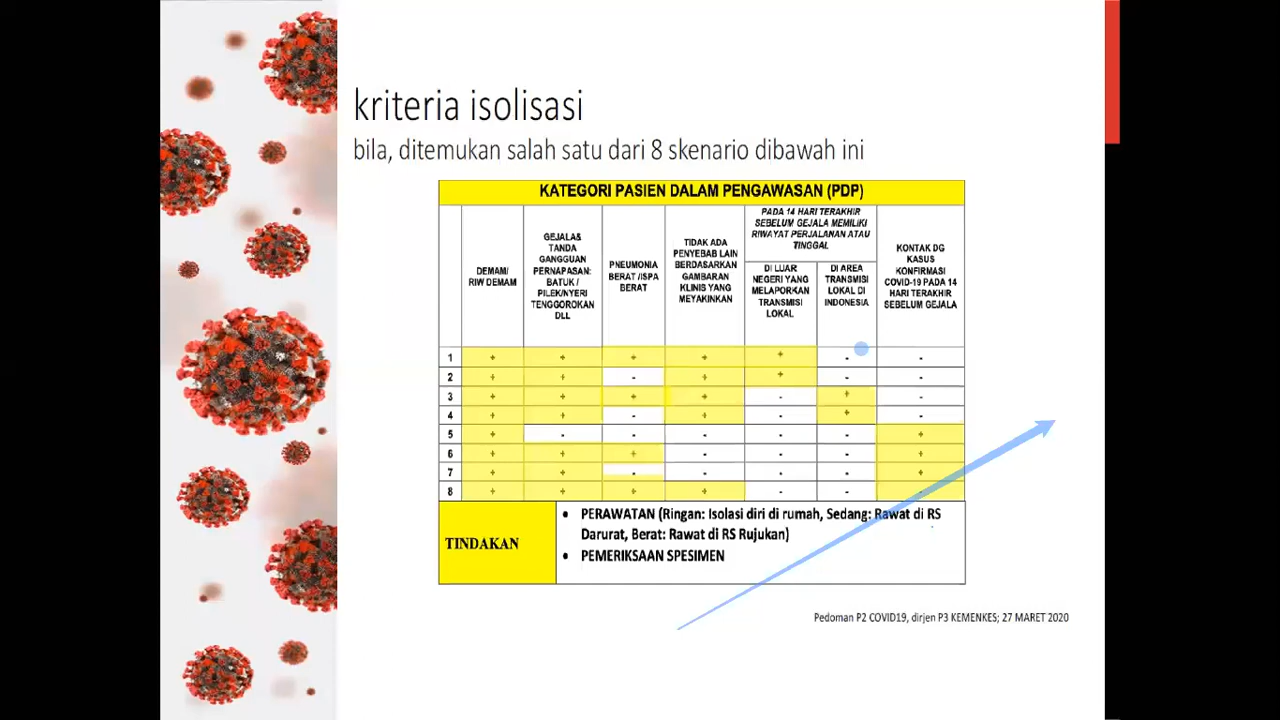 kriteria isolisasi
bila, ditemukan salah satu dari 8 skenario dibawah ini
KATEGORI PASIEN DALAM PENGAWASAN (PDP)
DEMAM/
RIW DEMAM
GEJALA&
TANDA
GANGGUAN
PERNAPASAN:
BATUK /
PILEK/NYERI
TENGGOROKAN
DLL
PNEUMONIA
BERAT /ISPA
BERAT
TIDAK ADA
PENYEBAB LAIN
BERDASARKAN
GAMBARAN
KLINIS YANG
MEYAKINKAN
PADA 14 HARI TERAKHIR
SEBELUM GEJALA MEMILIKI
RIWAYAT PERJALANAN ATAU
TINGGAL
DI LUAR
NEGERI YANG
MELAPORKAN
TRANSMISI
LOKAL
DI AREA
TRANSMISI
LOKAL DI
INDONESIA
KONTAK DG
KASUS
KONFIRMASI
COVID-19 PADA 14
HARI TERAKHIR
SEBELUM GEJALA
1 + + + + + - -
2 + + - + + - -
3 + + + + - + -
4 + + - + - + -
5 + - - - - - +
6 + + + - - - +
7 + + - - - - +
8 + + + + - - -
TINDAKAN
• PERAWATAN (Ringan: Isolasi diri di rumah, Sedang: Rawat di RS
Darurat, Berat: Rawat di RS Rujukan)
• PEMERIKSAAN SPESIMEN
Pedoman P2 COVID19, dirjen P3 KEMENKES; 27 MARET 2020